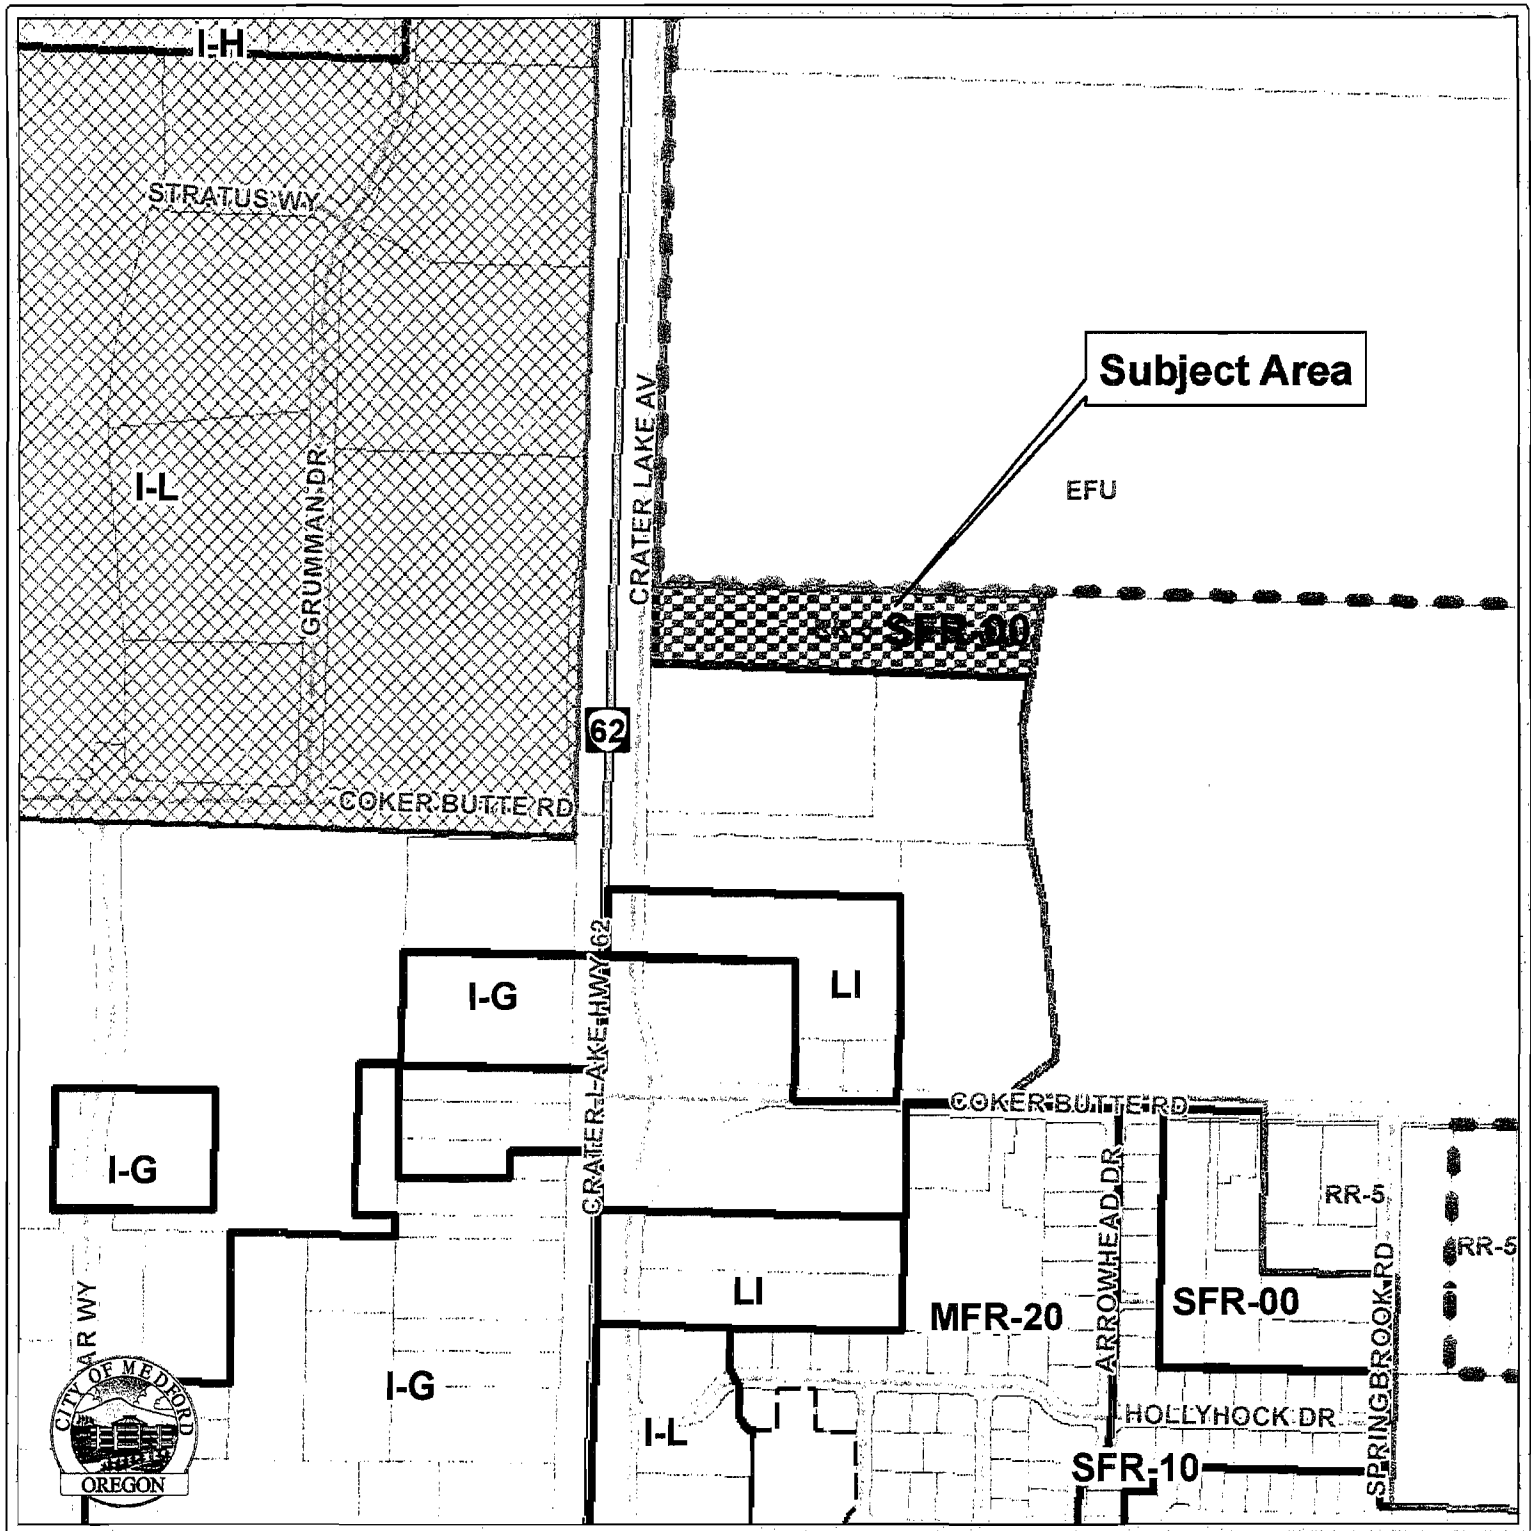 I-H
STRATUS WY
Subject Area
CRATER LAKE AV
I-L
GRUMMAN DR
EFU
SFR-00
62
COKER BUTTE RD
CRATER LAKE HWY 62
I-G
LI
COKER BUTTE RD
I-G
ARROWHEAD DR
RR-5
RR-5
SPRINGBROOK RD
LI
SFR-00
MFR-20
AR WY
I-G
CITY OF MEDFORD
OREGON
HOLLYHOCK DR
I-L
SFR-10